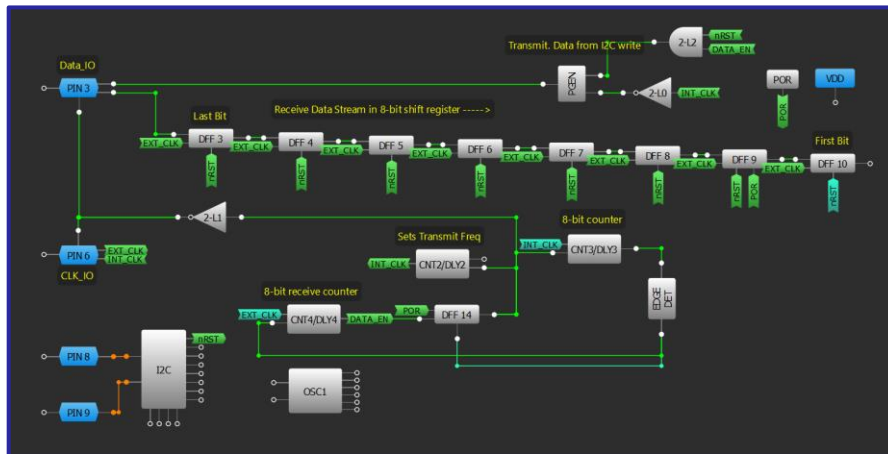 Transmit. Data from I2C write
2-L2
nRST
DATA_EN
Data_IO
PIN 3
PGEN
2-L0
INT_CLK
POR
POR
VDD
Last Bit
Receive Data Stream in 8-bit shift register ----->
First Bit
EXT_CLK
DFF 3
EXT_CLK
DFF 4
EXT_CLK
DFF 5
EXT_CLK
DFF 6
EXT_CLK
DFF 7
EXT_CLK
DFF 8
EXT_CLK
DFF 9
EXT_CLK
DFF 10
nRST
nRST
nRST
nRST
nRST
nRST
nRST
POR
nRST
2-L1
8-bit counter
Sets Transmit Freq
INT_CLK
CNT3/DLY3
PIN 6
EXT_CLK
INT_CLK
CLK_IO
INT_CLK
CNT2/DLY2
EDGE DET
8-bit receive counter
EXT_CLK
CNT4/DLY4
DATA_EN
POR
DFF 14
nRST
PIN 8
I2C
OSC1
PIN 9